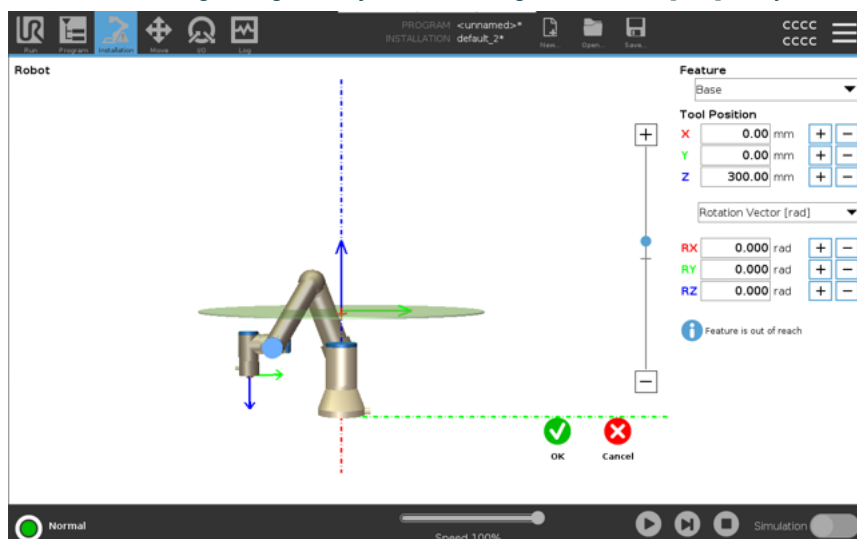 UR
PROGRAM <unnamed>*
INSTALLATION default_2*
cccc
cccc
Run Program Installation Move I/O Log New... Open... Save...
Robot
Feature
Base
Tool Position
X 0.00 mm + −
Y 0.00 mm + −
Z 300.00 mm + −
Rotation Vector [rad]
RX 0.000 rad + −
RY 0.000 rad + −
RZ 0.000 rad + −
i Feature is out of reach
+
−
OK Cancel
Normal
Speed 100%
Simulation